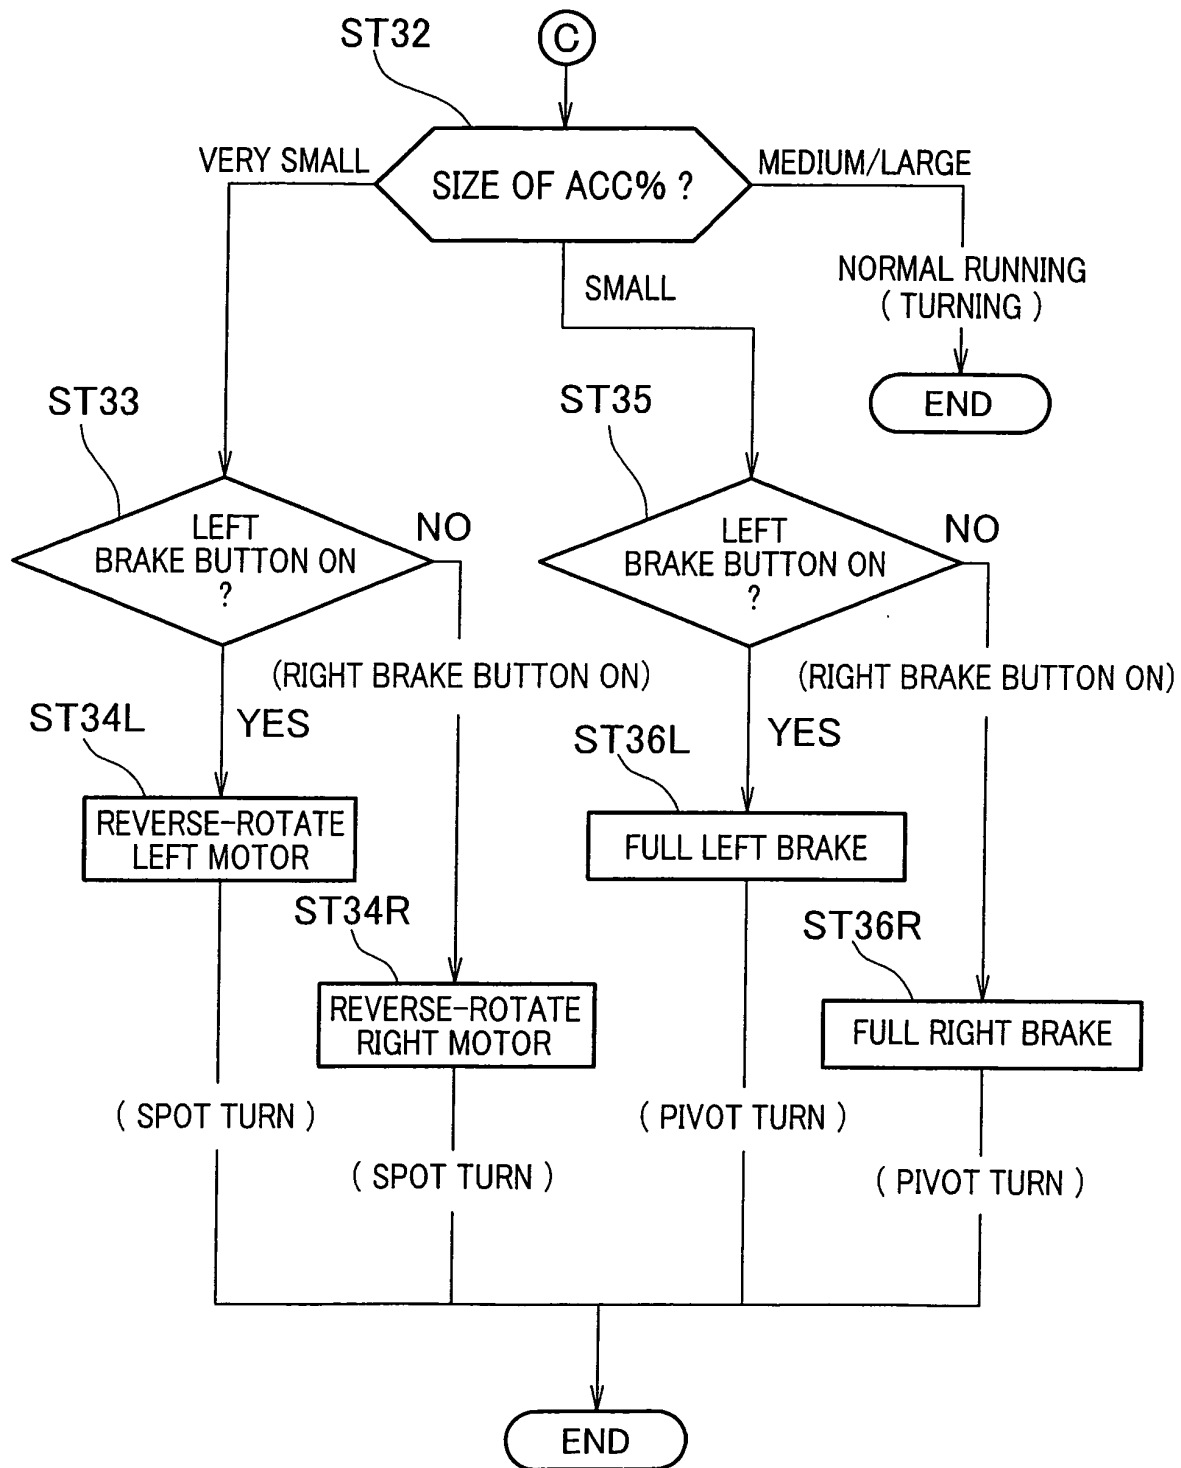 ST32
C
VERY SMALL
SIZE OF ACC% ?
MEDIUM/LARGE
SMALL
NORMAL RUNNING
( TURNING )
END
ST33
LEFT
BRAKE BUTTON ON
?
NO
ST35
LEFT
BRAKE BUTTON ON
?
NO
(RIGHT BRAKE BUTTON ON)
(RIGHT BRAKE BUTTON ON)
ST34L
YES
ST36L
YES
REVERSE-ROTATE
LEFT MOTOR
FULL LEFT BRAKE
ST34R
ST36R
REVERSE-ROTATE
RIGHT MOTOR
FULL RIGHT BRAKE
( SPOT TURN )
( PIVOT TURN )
( SPOT TURN )
( PIVOT TURN )
END